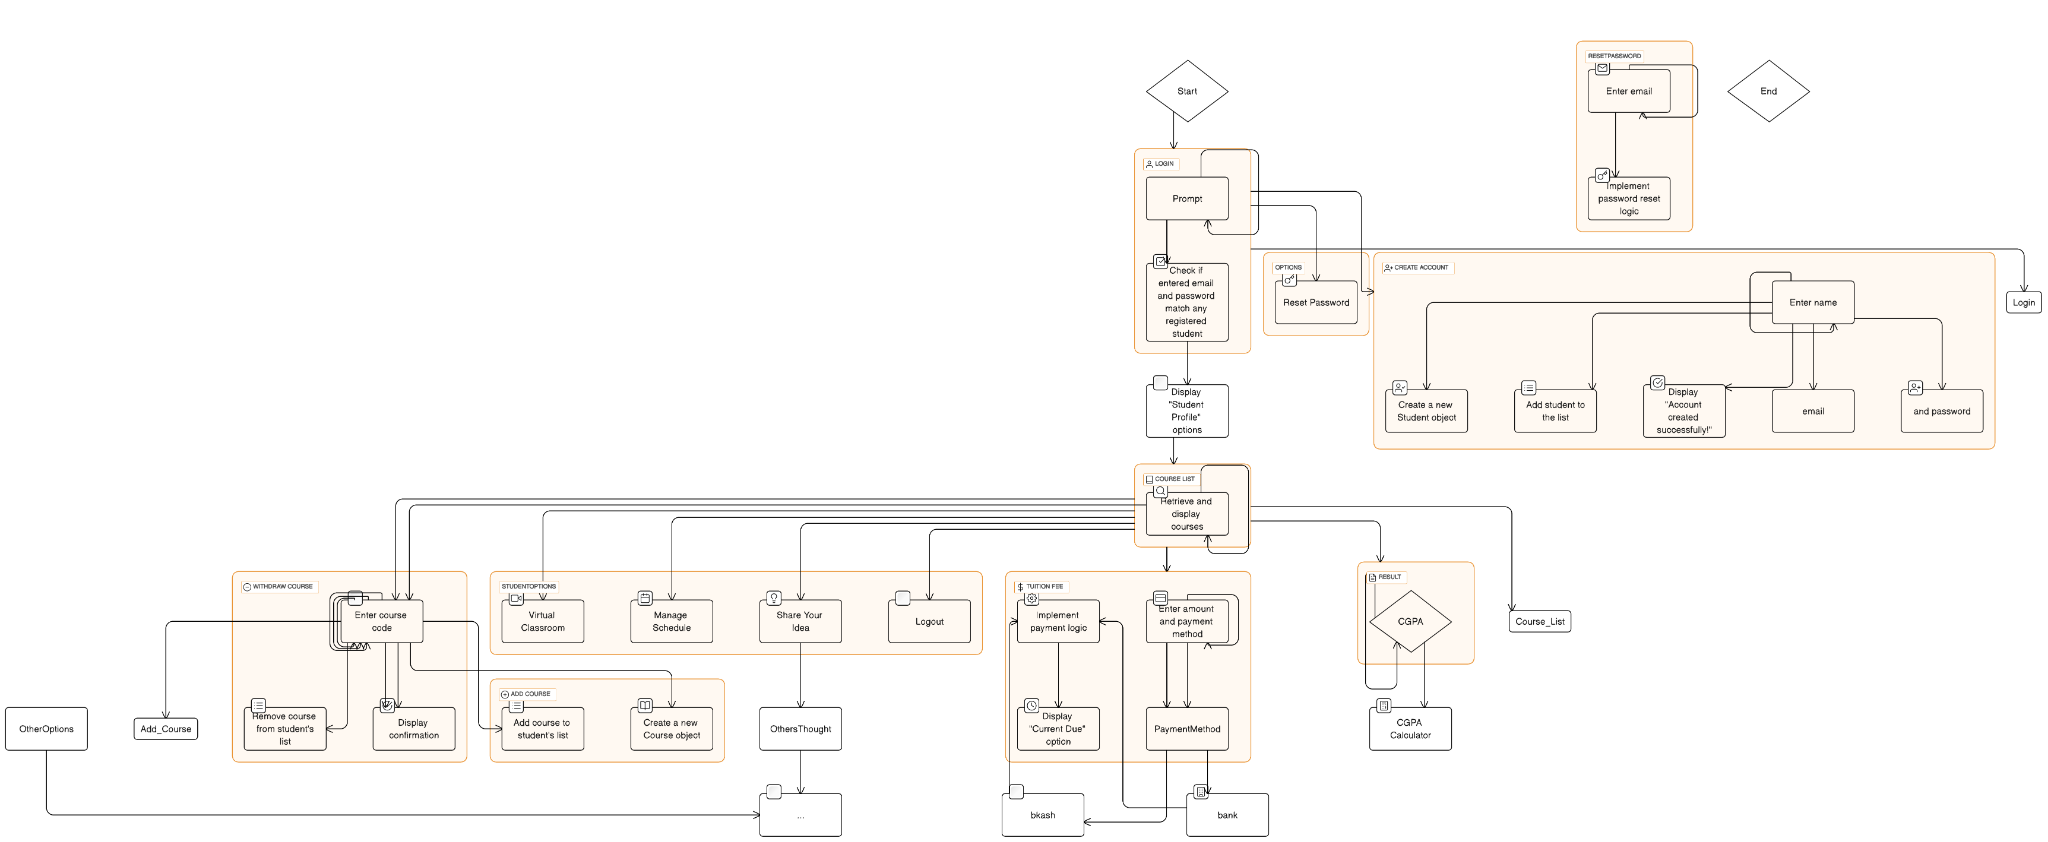 RESETPASSWORD
Enter email
Start
End
LOGIN
Prompt
Implement
password reset
logic
Check if
entered email
and password
match any
registered
student
OPTIONS
Reset Password
CREATE ACCOUNT
Enter name
Login
Display
"Student
Profile"
options
Create a new
Student object
Add student to
the list
Display
"Account
created
successfully!"
email
and password
COURSE LIST
Retrieve and
display
courses
WITHDRAW COURSE
Enter course
code
STUDENTOPTIONS
Virtual
Classroom
Manage
Schedule
Share Your
Idea
Logout
TUITION FEE
Implement
payment logic
Enter amount
and payment
method
RESULT
CGPA
Course_List
OtherOptions
Add_Course
Remove course
from student's
list
Display
confirmation
ADD COURSE
Add course to
student's list
Create a new
Course object
OthersThought
Display
"Current Due"
option
PaymentMethod
CGPA
Calculator
...
bkash
bank